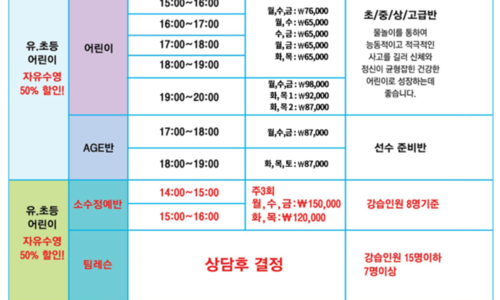 유.초등
어린이
자유수영
50% 할인!
어린이
15:00~16:00
16:00~17:00
17:00~18:00
18:00~19:00
19:00~20:00
월,수,금 : ₩76,000
월,수 : ₩65,000
수,금 : ₩65,000
월,금 : ₩65,000
화,목 : ₩65,000
월,수,금 : ₩98,000
화,목 1 : ₩92,000
화,목 2 : ₩87,000
초/중/상/고급반
물놀이를 통하여
능동적이고 적극적인
사고를 길러 신체와
정신이 균형잡힌 건강한
어린이로 성장하는데
좋습니다.
AGE반
17:00~18:00
월,수,금 : ₩87,000
18:00~19:00
화,목,토 : ₩87,000
선수 준비반
유.초등
어린이
자유수영
50% 할인!
소수정예반
14:00~15:00
15:00~16:00
주3회
월,수,금 : ₩150,000
화,목 : ₩120,000
강습인원 8명기준
팀레슨
상담후 결정
강습인원 15명이하
7명이상